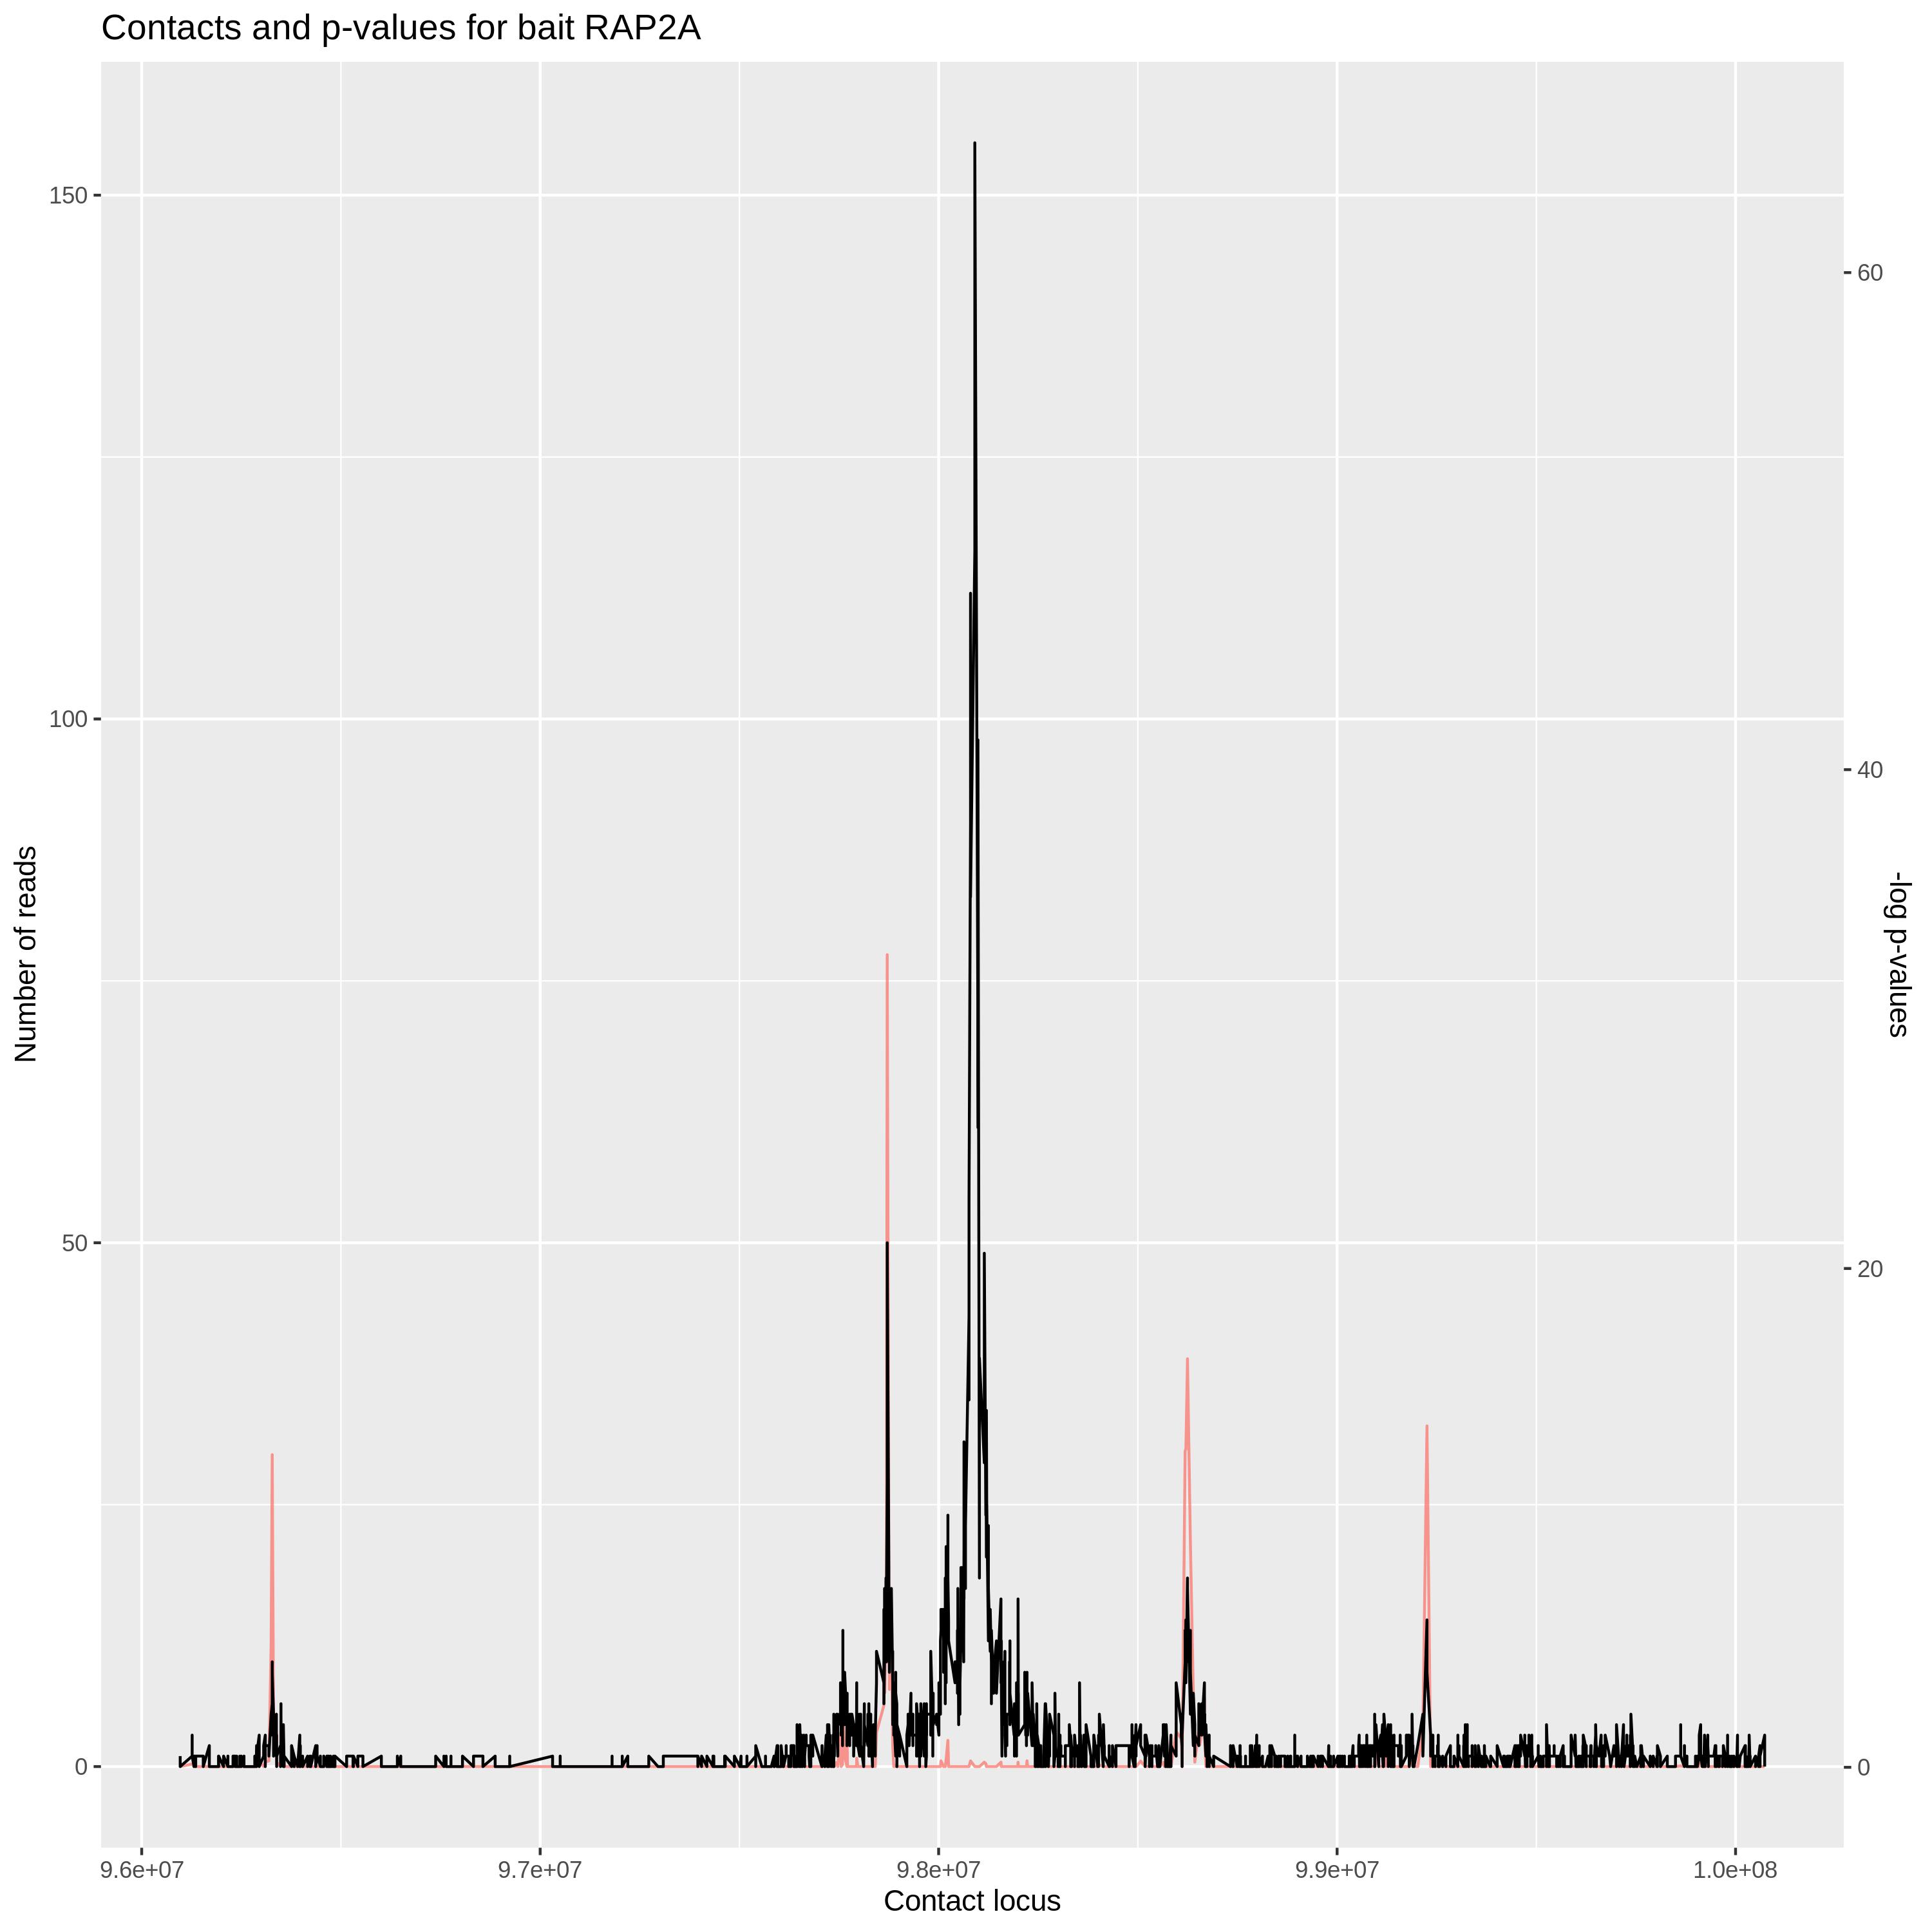 Contacts and p-values for bait RAP2A
150
100
50
0
Number of reads
60
40
20
0
-log p-values
9.6e+07
9.7e+07
9.8e+07
9.9e+07
1.0e+08
Contact locus